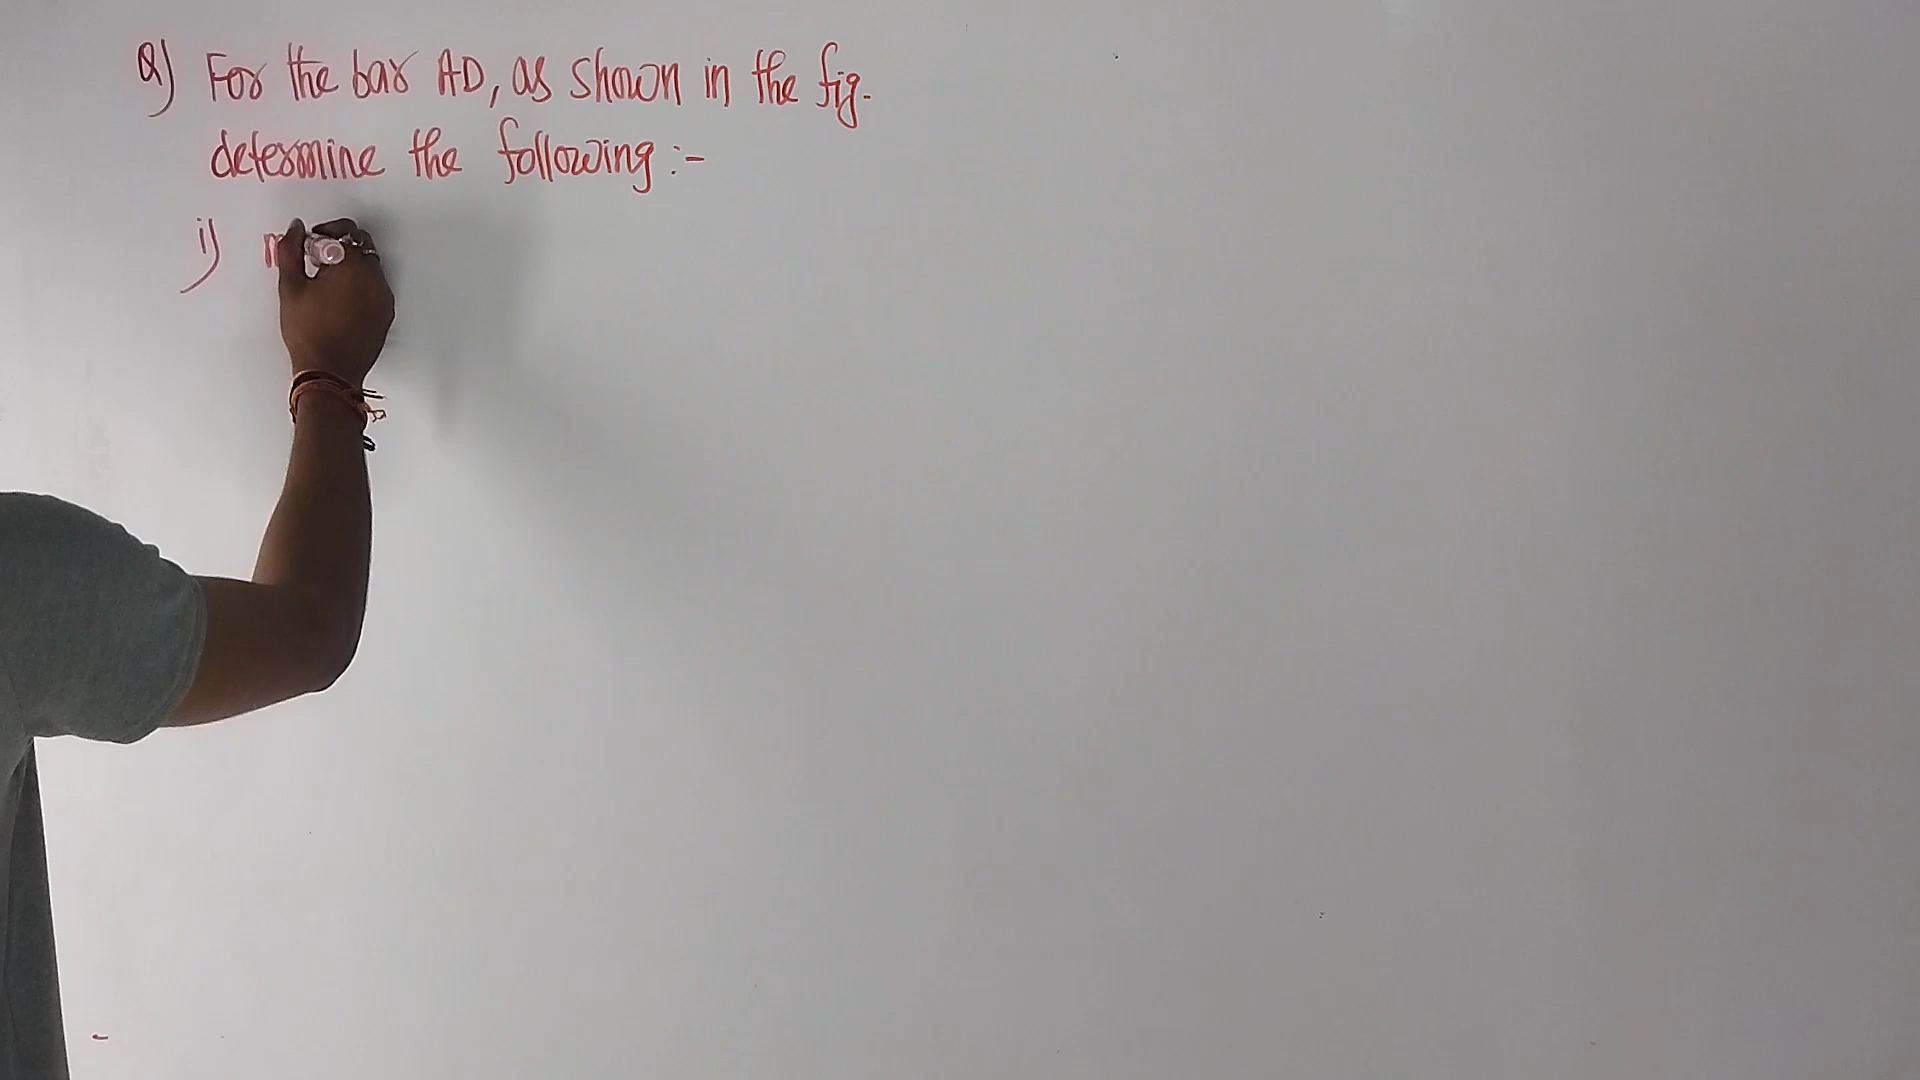 Q) For the bar AD, as shown in the fig.
determine the following :-
i)